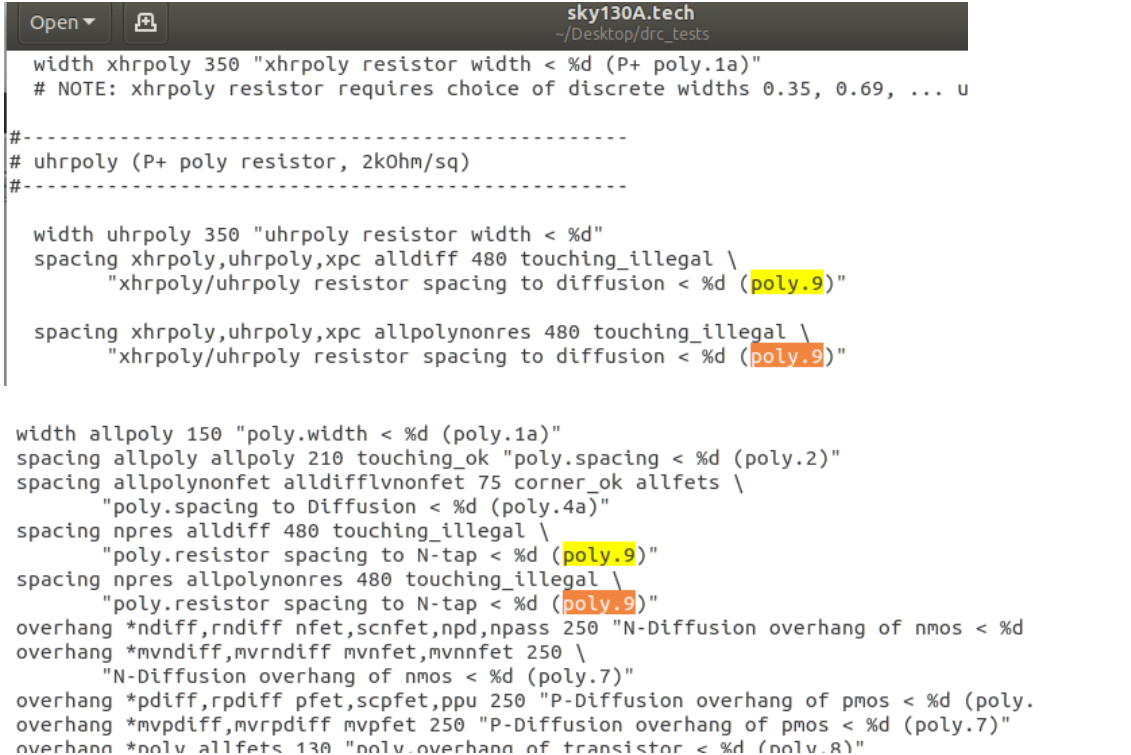 Open
sky130A.tech
~/Desktop/drc_tests
width xhrpoly 350 "xhrpoly resistor width < %d (P+ poly.1a)"
# NOTE: xhrpoly resistor requires choice of discrete widths 0.35, 0.69, ... u
#--------------------------------------------------
# uhrpoly (P+ poly resistor, 2kOhm/sq)
#--------------------------------------------------
width uhrpoly 350 "uhrpoly resistor width < %d"
spacing xhrpoly,uhrpoly,xpc alldiff 480 touching_illegal \
"xhrpoly/uhrpoly resistor spacing to diffusion < %d (poly.9)"
spacing xhrpoly,uhrpoly,xpc allpolynonres 480 touching_illegal \
"xhrpoly/uhrpoly resistor spacing to diffusion < %d (poly.9)"
width allpoly 150 "poly.width < %d (poly.1a)"
spacing allpoly allpoly 210 touching_ok "poly.spacing < %d (poly.2)"
spacing allpolynonfet alldifflvnonfet 75 corner_ok allfets \
"poly.spacing to Diffusion < %d (poly.4a)"
spacing npres alldiff 480 touching_illegal \
"poly.resistor spacing to N-tap < %d (poly.9)"
spacing npres allpolynonres 480 touching_illegal \
"poly.resistor spacing to N-tap < %d (poly.9)"
overhang *ndiff,rndiff nfet,scnfet,npd,npass 250 "N-Diffusion overhang of nmos < %d
overhang *mvndiff,mvrndiff mvnfet,mvnnfet 250 \
"N-Diffusion overhang of nmos < %d (poly.7)"
overhang *pdiff,rpdiff pfet,scpfet,ppu 250 "P-Diffusion overhang of pmos < %d (poly.
overhang *mvpdiff,mvrpdiff mvpfet 250 "P-Diffusion overhang of pmos < %d (poly.7)"
overhang *poly allfets 130 "poly.overhang of transistor < %d (poly.8)"